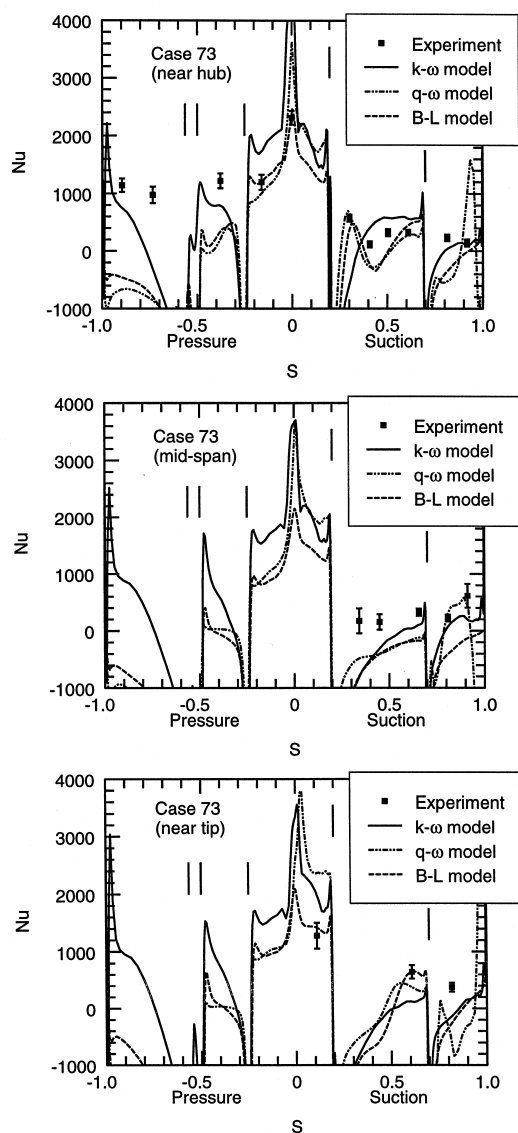 4000
3000
2000
1000
0
-1000
Nu
Case 73
(near hub)
Experiment
k-ω model
q-ω model
B-L model
-1.0 -0.5 0 0.5 1.0
Pressure Suction
S
4000
3000
2000
1000
0
-1000
Nu
Case 73
(mid-span)
Experiment
k-ω model
q-ω model
B-L model
-1.0 -0.5 0 0.5 1.0
Pressure Suction
S
4000
3000
2000
1000
0
-1000
Nu
Case 73
(near tip)
Experiment
k-ω model
q-ω model
B-L model
-1.0 -0.5 0 0.5 1.0
Pressure Suction
S